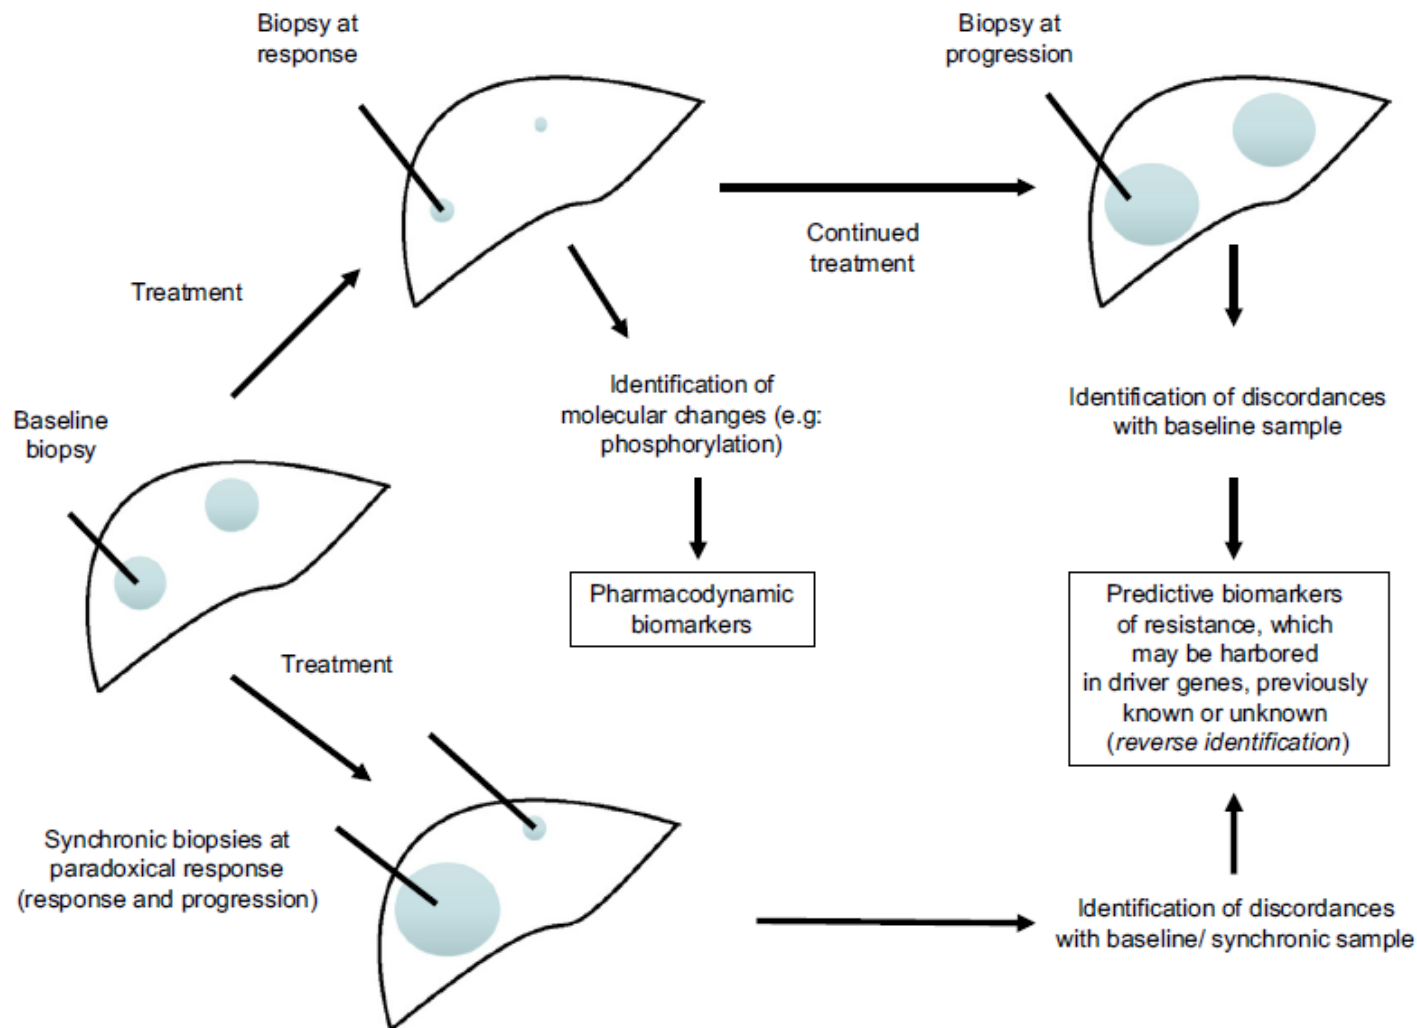 Biopsy at
response
Biopsy at
progression
Treatment
Continued
treatment
Baseline
biopsy
Identification of
molecular changes (e.g:
phosphorylation)
Identification of discordances
with baseline sample
Pharmacodynamic
biomarkers
Predictive biomarkers
of resistance, which
may be harbored
in driver genes, previously
known or unknown
(reverse identification)
Treatment
Synchronic biopsies at
paradoxical response
(response and progression)
Identification of discordances
with baseline/ synchronic sample